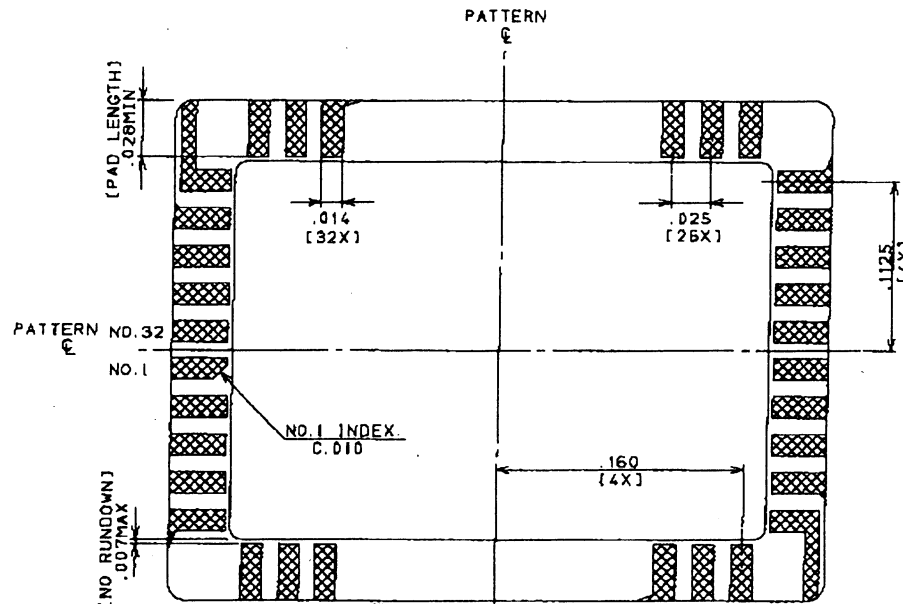 PATTERN
℄
[PAD LENGTH]
.028MIN
.014
[32X]
.025
[26X]
.1125
[4X]
PATTERN
℄
NO.32
NO.1
NO.1 INDEX.
C.010
.160
[4X]
[NO RUNDOWN]
.007MAX